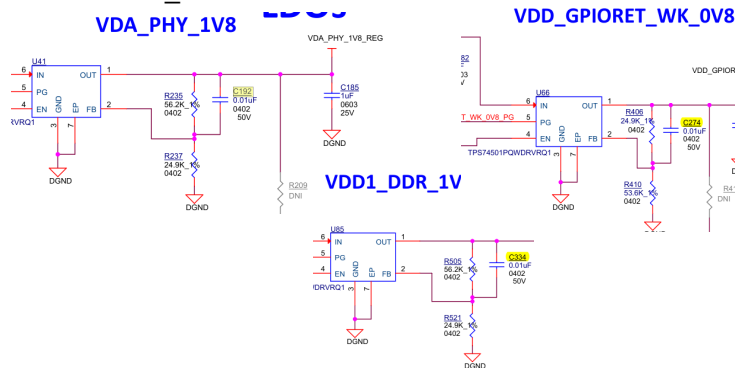 VDA_PHY_1V8
VDA_PHY_1V8_REG
U41
6 IN OUT 1
5 PG
4 EN FB 2
GND EP
3 7
RVRQ1
DGND
R235
56.2K_1%
0402
C192
0.01uF
0402
50V
R237
24.9K_1%
0402
DGND
R209
DNI
DGND
C185
1uF
0603
25V
DGND
VDD_GPIORET_WK_0V8
VDD_GPIOR
U66
6 IN OUT 1
T_WK_0V8_PG 5 PG
4 EN FB 2
GND EP
3 7
TPS74501PQWDRVRQ1
DGND
R406
24.9K_1%
0402
C274
0.01uF
0402
50V
R410
53.6K_1%
0402
DNI
VDD1_DDR_1V
U85
6 IN OUT 1
5 PG
4 EN FB 2
GND EP
3 7
DRVRQ1
DGND
R505
56.2K_1%
0402
C334
0.01uF
0402
50V
R521
24.9K_1%
0402
DGND